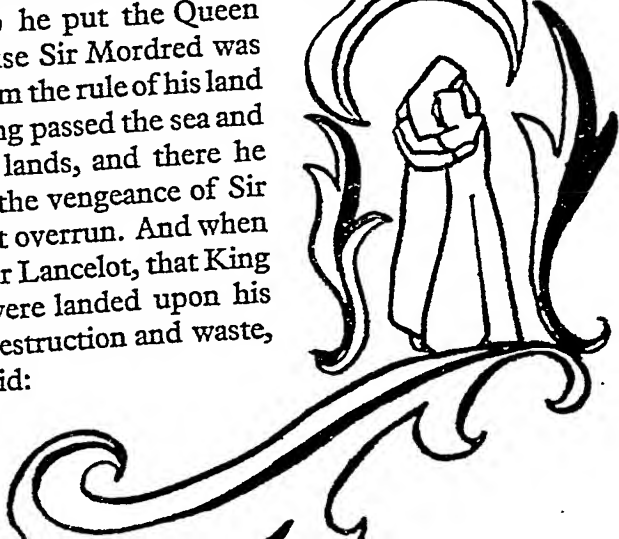 he put the Queen
se Sir Mordred was
m the rule of his land
ng passed the sea and
lands, and there he
the vengeance of Sir
t overrun. And when
r Lancelot, that King
were landed upon his
estruction and waste,
id: